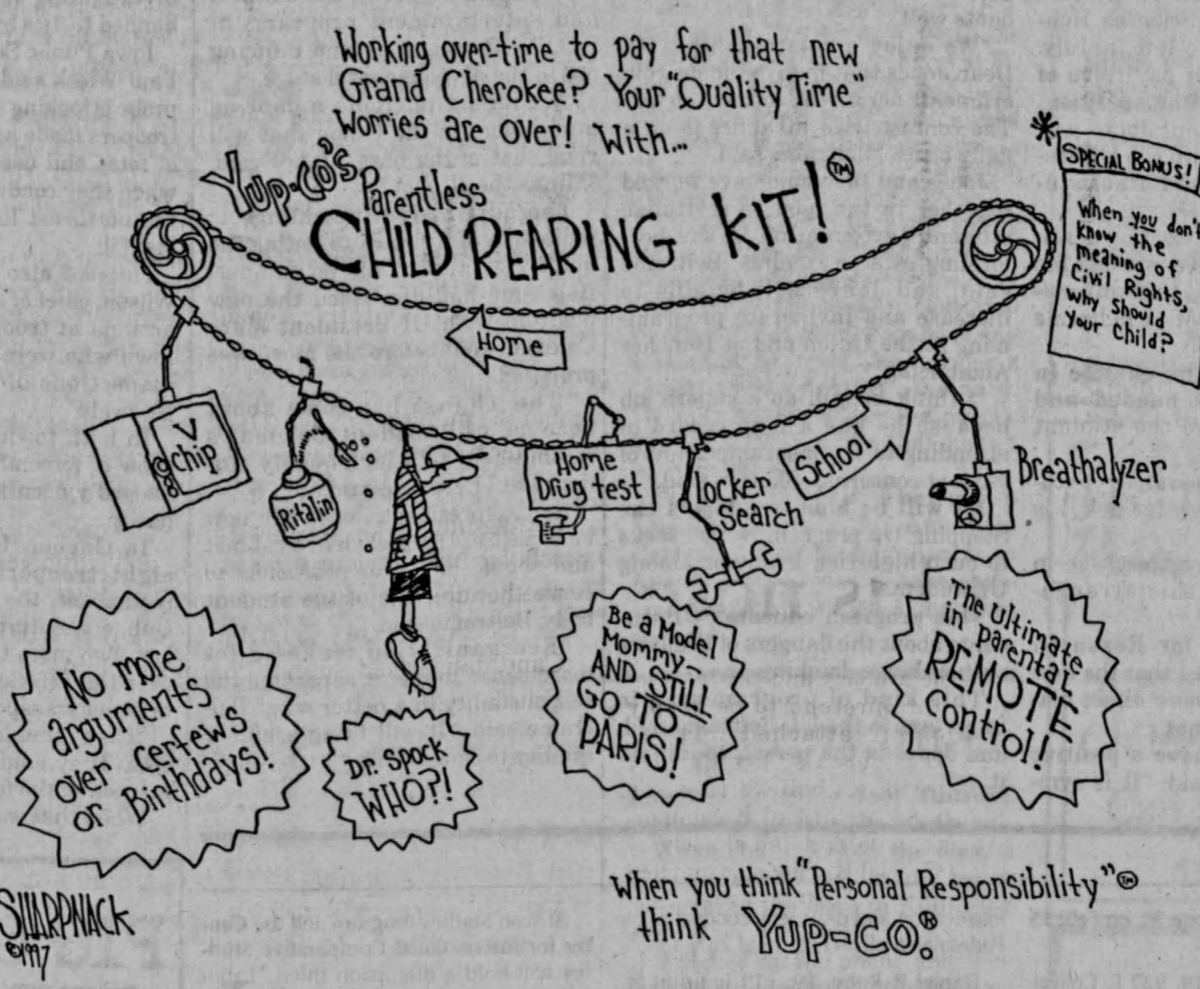 Working over-time to pay for that new
Grand Cherokee? Your "Quality Time"
worries are over! With...
YUP-CO'S
Parentless
CHILD REARING KIT!™
*
SPECIAL BONUS!
When you don't
know the
meaning of
Civil Rights,
why should
your child?
Home
V
chip
Ritalin
Home
Drug test
Locker
Search
School
Breathalyzer
No more
arguments
over cerfews
or Birthdays!
Dr. Spock
WHO?!
Be a Model
Mommy-
AND STILL
GO TO
PARIS!
The ultimate
in parental
REMOTE
control!
When you think "Personal Responsibility"™
think YUP-CO.®
SHARPNACK
©1997